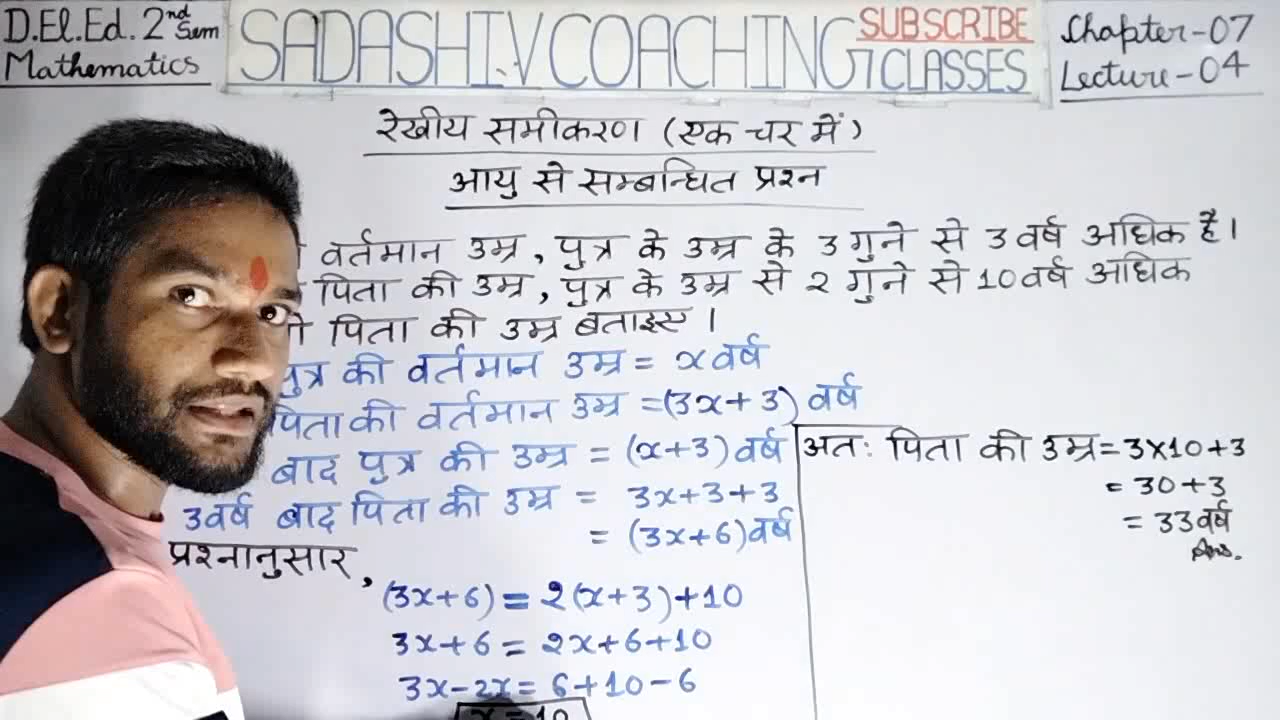 D.El.Ed. 2nd Sem
Mathematics
SADASHIV COACHING CLASSES
SUBSCRIBE
Chapter-07
Lecture-04
रेखीय समीकरण (एक चर में)
आयु से सम्बन्धित प्रश्न
वर्तमान उम्र, पुत्र के उम्र के 3 गुने से 3 वर्ष अधिक है।
पिता की उम्र, पुत्र के उम्र से 2 गुने से 10 वर्ष अधिक
पिता की उम्र बताइए।
पुत्र की वर्तमान उम्र = x वर्ष
पिता की वर्तमान उम्र =(3x+3) वर्ष
बाद पुत्र की उम्र = (x+3) वर्ष
3 वर्ष बाद पिता की उम्र = 3x+3+3
= (3x+6) वर्ष
प्रश्नानुसार,
(3x+6) = 2(x+3)+10
3x+6 = 2x+6+10
3x-2x = 6+10-6
x = 10
अतः पिता की उम्र = 3×10+3
= 30+3
= 33 वर्ष
Ans.